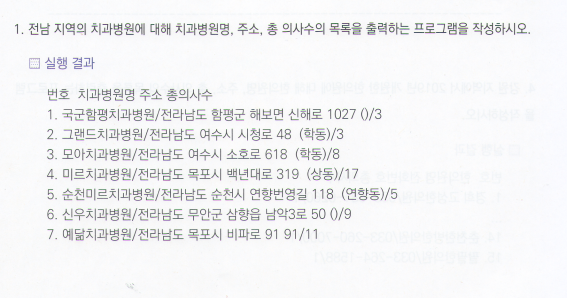 1. 전남 지역의 치과병원에 대해 치과병원명, 주소, 총 의사수의 목록을 출력하는 프로그램을 작성하시오.
실행 결과
번호 치과병원명 주소 총의사수
1. 국군함평치과병원/전라남도 함평군 해보면 신해로 1027 ()/3
2. 그랜드치과병원/전라남도 여수시 시청로 48 (학동)/3
3. 모아치과병원/전라남도 여수시 소호로 618 (학동)/8
4. 미르치과병원/전라남도 목포시 백년대로 319 (상동)/17
5. 순천미르치과병원/전라남도 순천시 연향번영길 118 (연향동)/5
6. 신우치과병원/전라남도 무안군 삼향읍 남악3로 50 ()/9
7. 예닮치과병원/전라남도 목포시 비파로 91 91/11